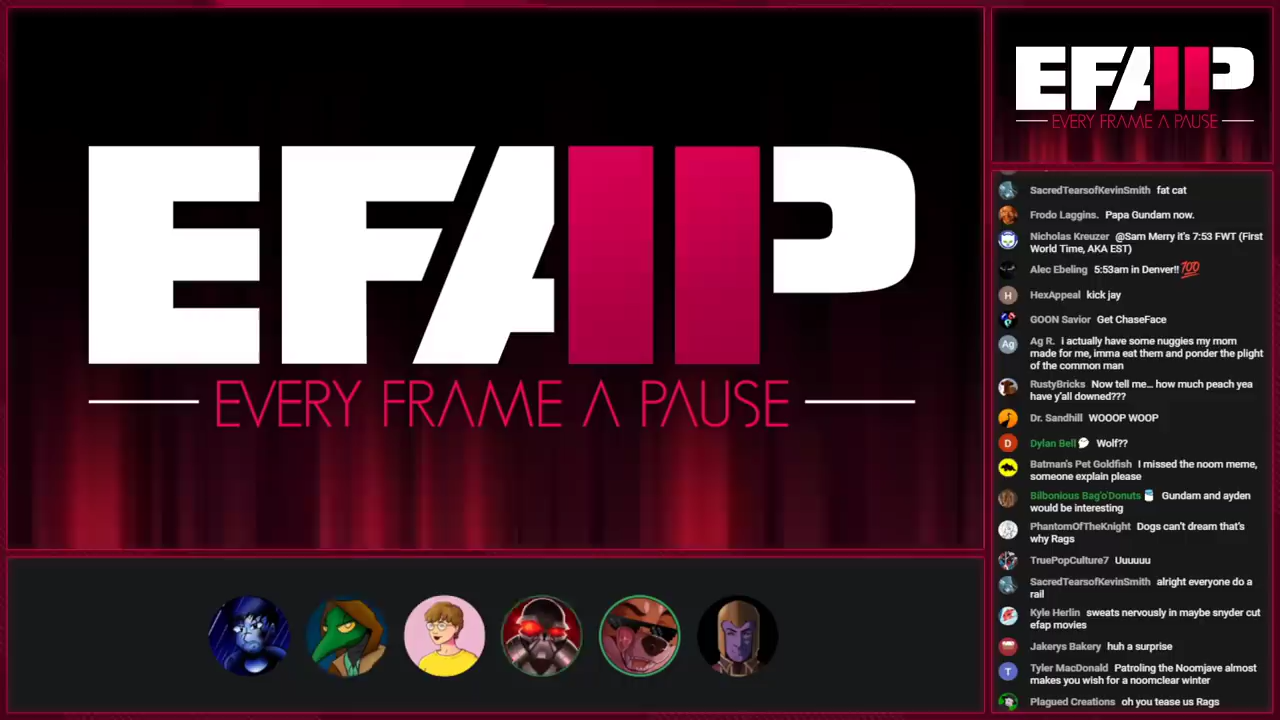 EFAP
EVERY FRAME A PAUSE
EFAP
EVERY FRAME A PAUSE
SacredTearsofKevinSmith fat cat
Frodo Laggins. Papa Gundam now.
Nicholas Kreuzer @Sam Merry it's 7:53 FWT (First
World Time, AKA EST)
Alec Ebeling 5:53am in Denver!! 💯
H HexAppeal kick jay
GOON Savior Get ChaseFace
Ag Ag R. i actually have some nuggies my mom
made for me, imma eat them and ponder the plight
of the common man
RustyBricks Now tell me... how much peach yea
have y'all downed???
Dr. Sandhill WOOOP WOOP
D Dylan Bell Wolf??
Batman's Pet Goldfish I missed the noom meme,
someone explain please
Bilbonious Bag'o'Donuts Gundam and ayden
would be interesting
PhantomOfTheKnight Dogs can't dream that's
why Rags
TruePopCulture7 Uuuuuu
SacredTearsofKevinSmith alright everyone do a
rail
Kyle Herlin sweats nervously in maybe snyder cut
efap movies
Jakerys Bakery huh a surprise
T Tyler MacDonald Patroling the Noomjave almost
makes you wish for a noomclear winter
Plagued Creations oh you tease us Rags